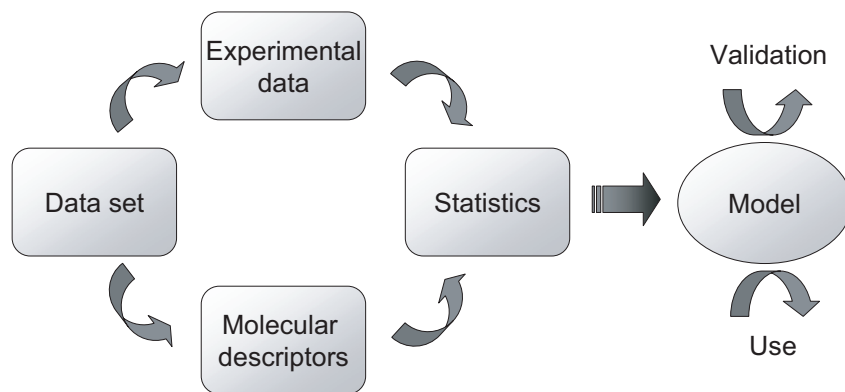 Experimental
data
Validation
Data set
Statistics
Model
Molecular
descriptors
Use